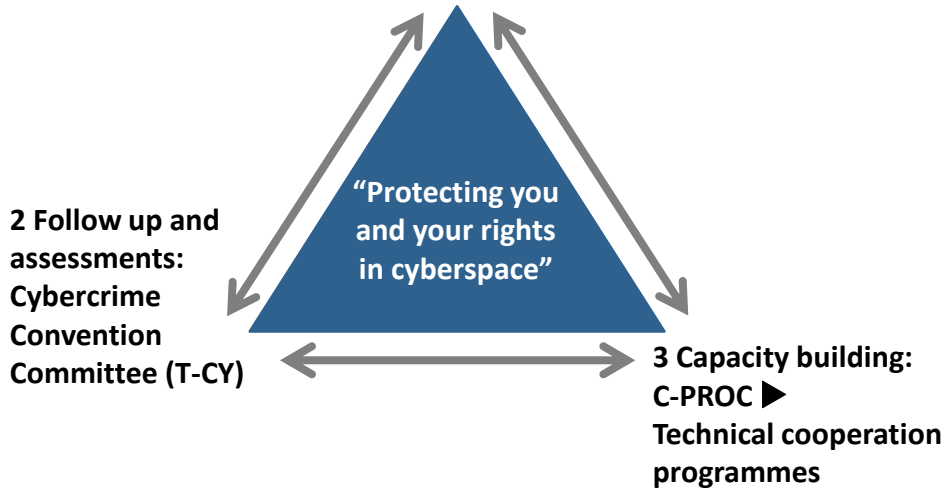 “Protecting you
and your rights
in cyberspace”
2 Follow up and
assessments:
Cybercrime
Convention
Committee (T-CY)
3 Capacity building:
C-PROC ▶
Technical cooperation
programmes